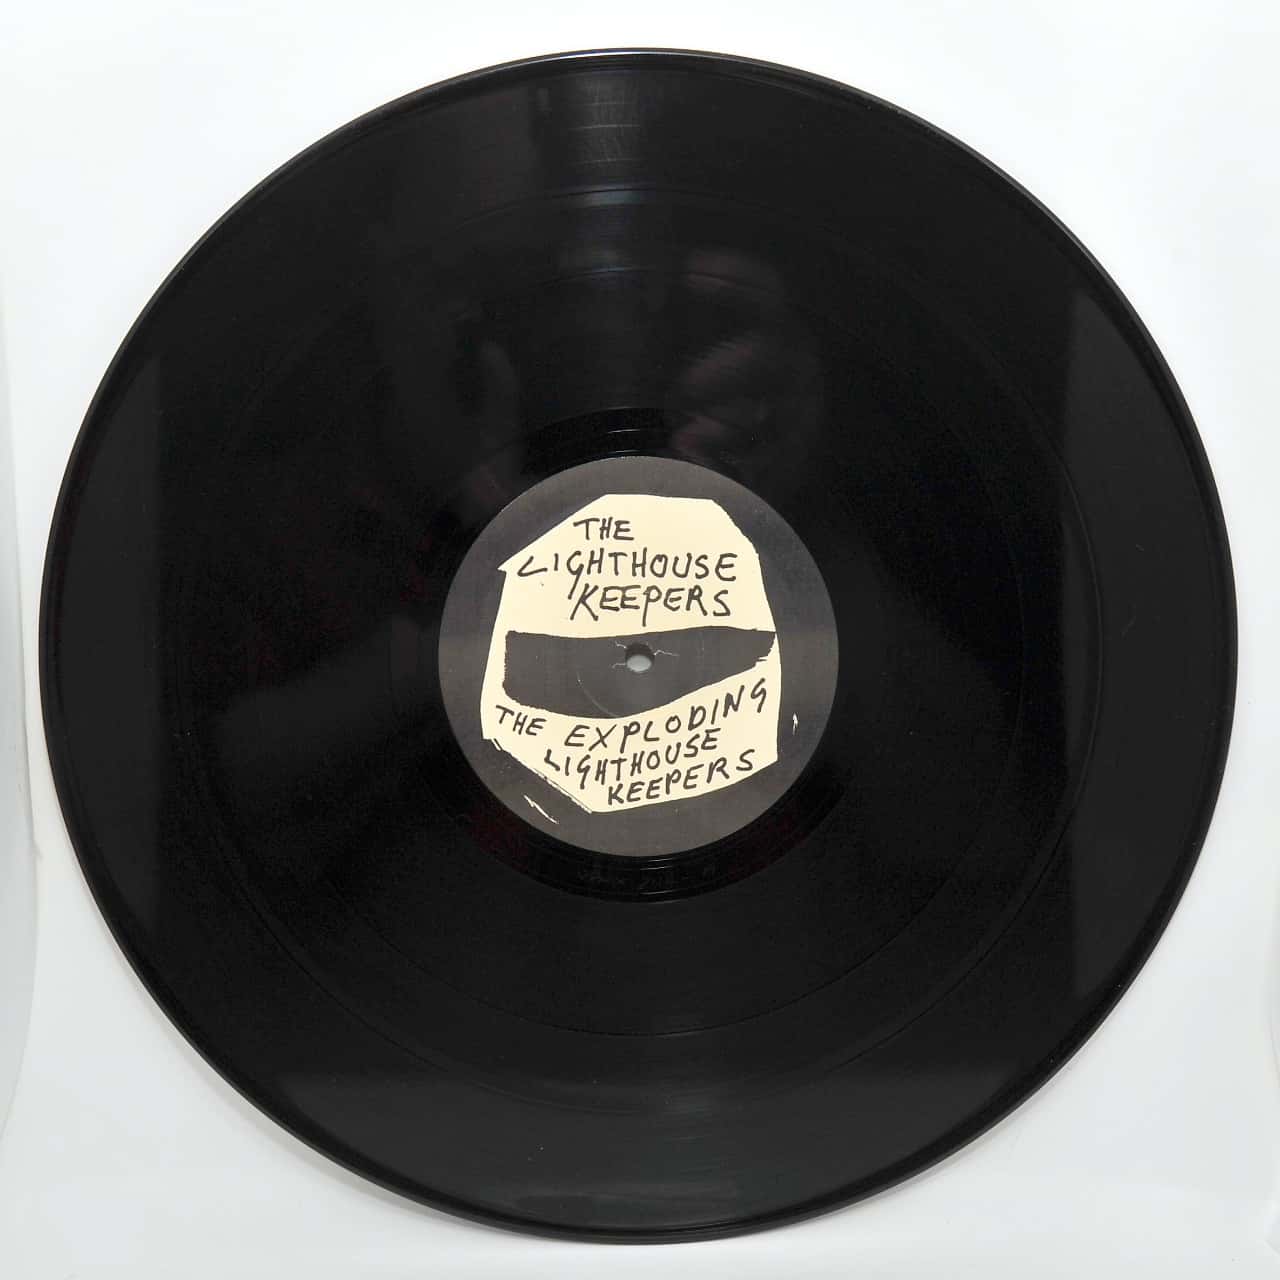 THE
LIGHTHOUSE
KEEPERS
THE EXPLODING
LIGHTHOUSE
KEEPERS